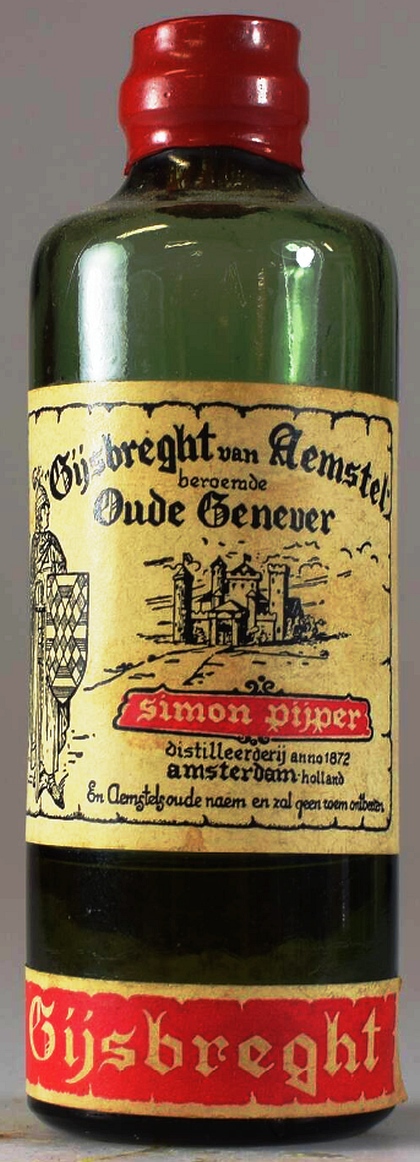 "Gijsbreght van Aemstel"
beroemde
Oude Genever
simon pijper
distilleerderij anno 1872
amsterdam-holland
En Aemstels oude naem en zal geen roem ontbeeren
Gijsbreght